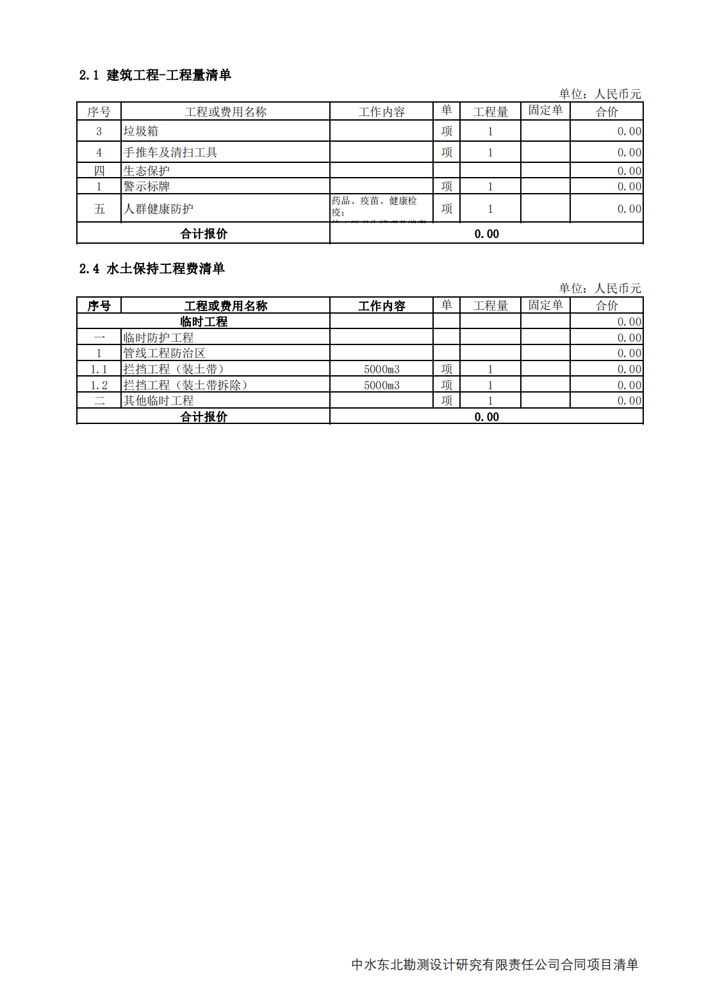 2.1 建筑工程-工程量清单
单位：人民币元
序号 工程或费用名称 工作内容 单 工程量 固定单 合价
3 垃圾箱 项 1 0.00
4 手推车及清扫工具 项 1 0.00
四 生态保护 0.00
1 警示标牌 项 1 0.00
五 人群健康防护 药品、疫苗、健康检 项 1 0.00
疫；
合计报价 0.00
2.4 水土保持工程费清单
单位：人民币元
序号 工程或费用名称 工作内容 单 工程量 固定单 合价
临时工程 0.00
一 临时防护工程 0.00
1 管线工程防治区 0.00
1.1 拦挡工程（装土带） 5000m3 项 1 0.00
1.2 拦挡工程（装土带拆除） 5000m3 项 1 0.00
二 其他临时工程 项 1 0.00
合计报价 0.00
中水东北勘测设计研究有限责任公司合同项目清单